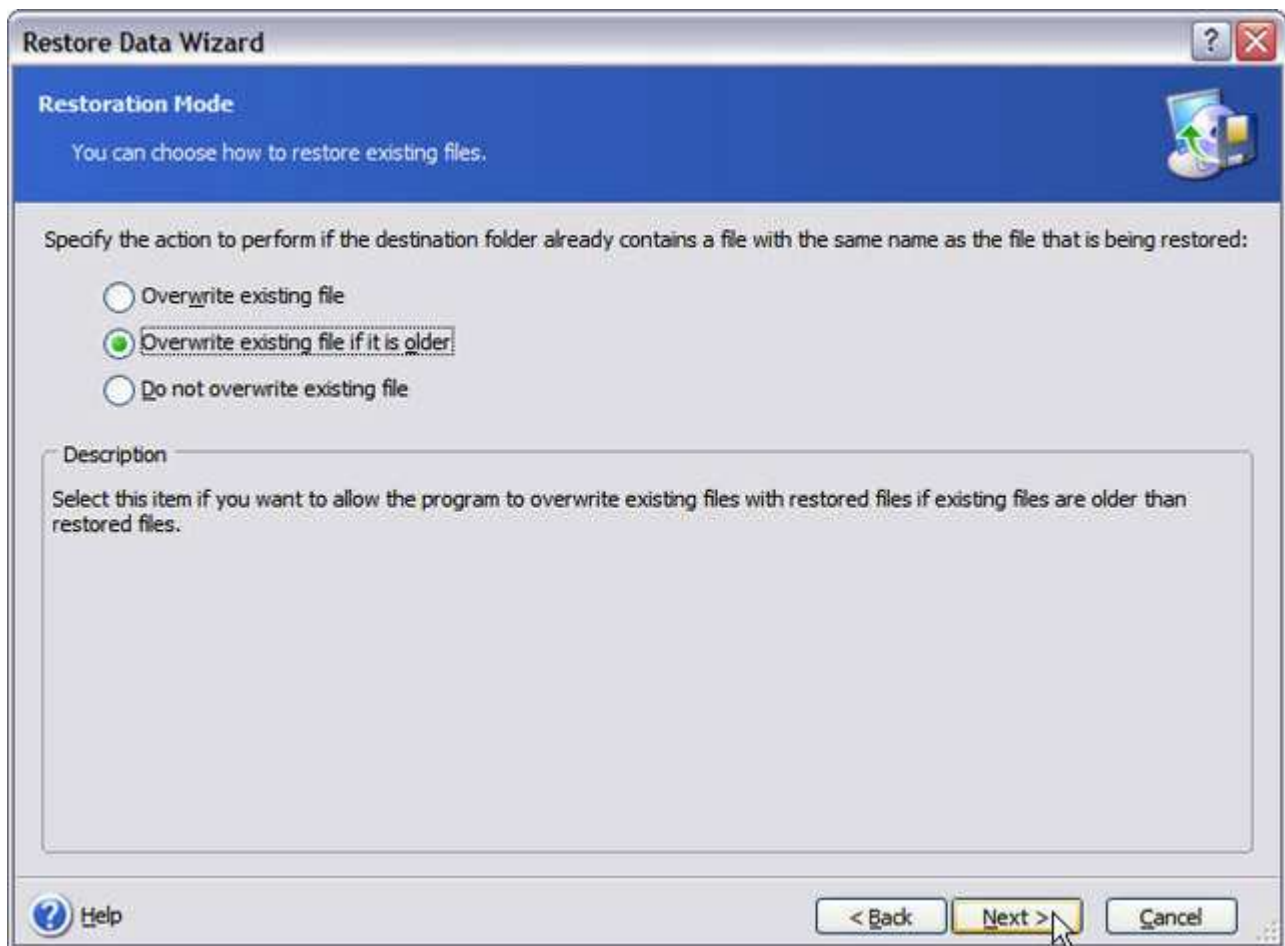 Restore Data Wizard
?
Restoration Mode
You can choose how to restore existing files.
Specify the action to perform if the destination folder already contains a file with the same name as the file that is being restored:
Overwrite existing file
Overwrite existing file if it is older
Do not overwrite existing file
Description
Select this item if you want to allow the program to overwrite existing files with restored files if existing files are older than
restored files.
? Help
< Back
Next >
Cancel